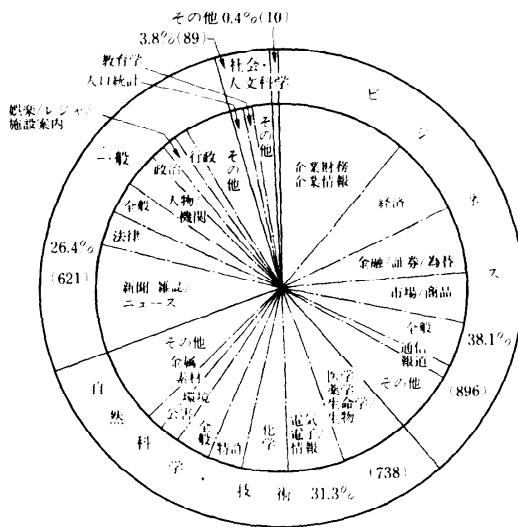 その他 0.4%(10)
3.8%(89)
社会・
人文科学
教育学
人口統計
娯楽/レジャ/
施設案内
一般
政治
行政
その他
その他
ビジネス
企業財務
企業情報
経済
金融/証券/為替
市場/商品
全般
通信
報道
その他
38.1%
(896)
人物/
機関
全般
法律
26.4%
(621)
新聞 雑誌/
ニュース
その他
金属
素材
環境
公害
全般
特許
化学
電気
電子/
情報
医学
薬学
生命学
生物
自然科学・技術 31.3%
(738)